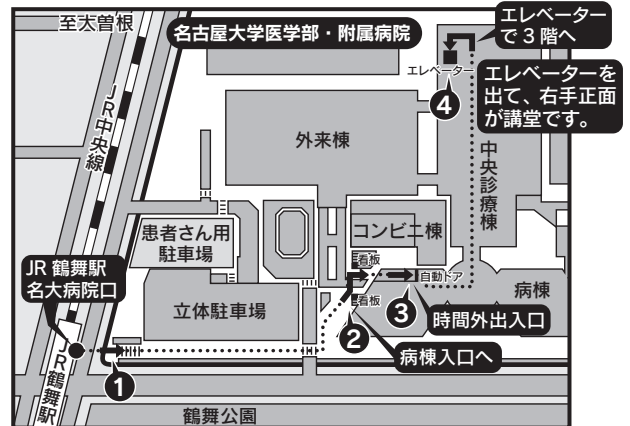 至大曽根
名古屋大学医学部・附属病院
エレベーター
で3階へ
エレベーター
エレベーターを
出て、右手正面
が講堂です。
4
JR中央線
外来棟
中央診療棟
患者さん用
駐車場
コンビニ棟
看板
自動ドア
病棟
JR 鶴舞駅
名大病院口
立体駐車場
看板
3
時間外出入口
2
病棟入口へ
1
JR鶴舞駅
鶴舞公園